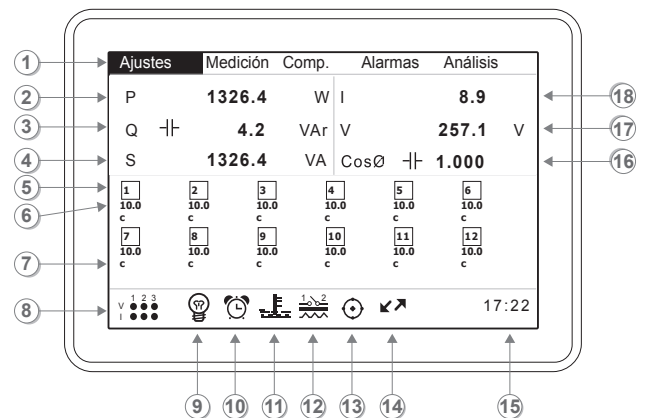 Ajustes Medición Comp. Alarmas Análisis
P 1326.4 W I 8.9
Q 4.2 VAr V 257.1 V
S 1326.4 VA CosØ 1.000
1 2 3 4 5 6
10.0 10.0 10.0 10.0 10.0 10.0
c c c c c c
7 8 9 10 11 12
10.0 10.0 10.0 10.0 10.0 10.0
c c c c c c
1 2 3
V
I
1 2
17:22
1
2
3
4
5
6
7
8
9 10 11 12 13 14 15
18
17
16